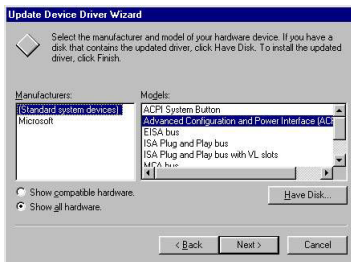 Update Device Driver Wizard
Select the manufacturer and model of your hardware device. If you have a
disk that contains the updated driver, click Have Disk. To install the updated
driver, click Finish.
Manufacturers:
(Standard system devices)
Microsoft
Models:
ACPI System Button
Advanced Configuration and Power Interface (ACP
EISA bus
ISA Plug and Play bus
ISA Plug and Play bus with VL slots
MCA bus
Show compatible hardware.
Show all hardware.
Have Disk...
< Back
Next >
Cancel